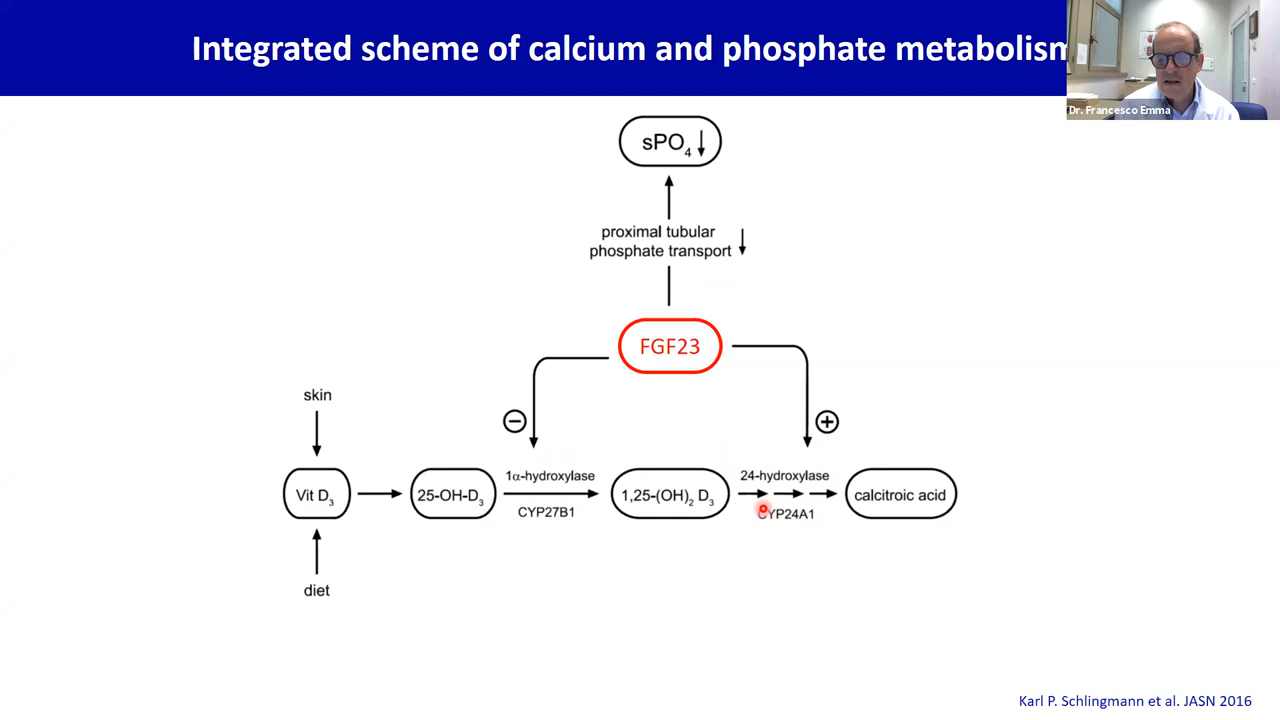 Integrated scheme of calcium and phosphate metabolism
Dr. Francesco Emma
sPO4↓
proximal tubular
phosphate transport ↓
FGF23
skin
−
+
1α-hydroxylase
24-hydroxylase
Vit D3
25-OH-D3
1,25-(OH)2 D3
calcitroic acid
CYP27B1
CYP24A1
diet
Karl P. Schlingmann et al. JASN 2016